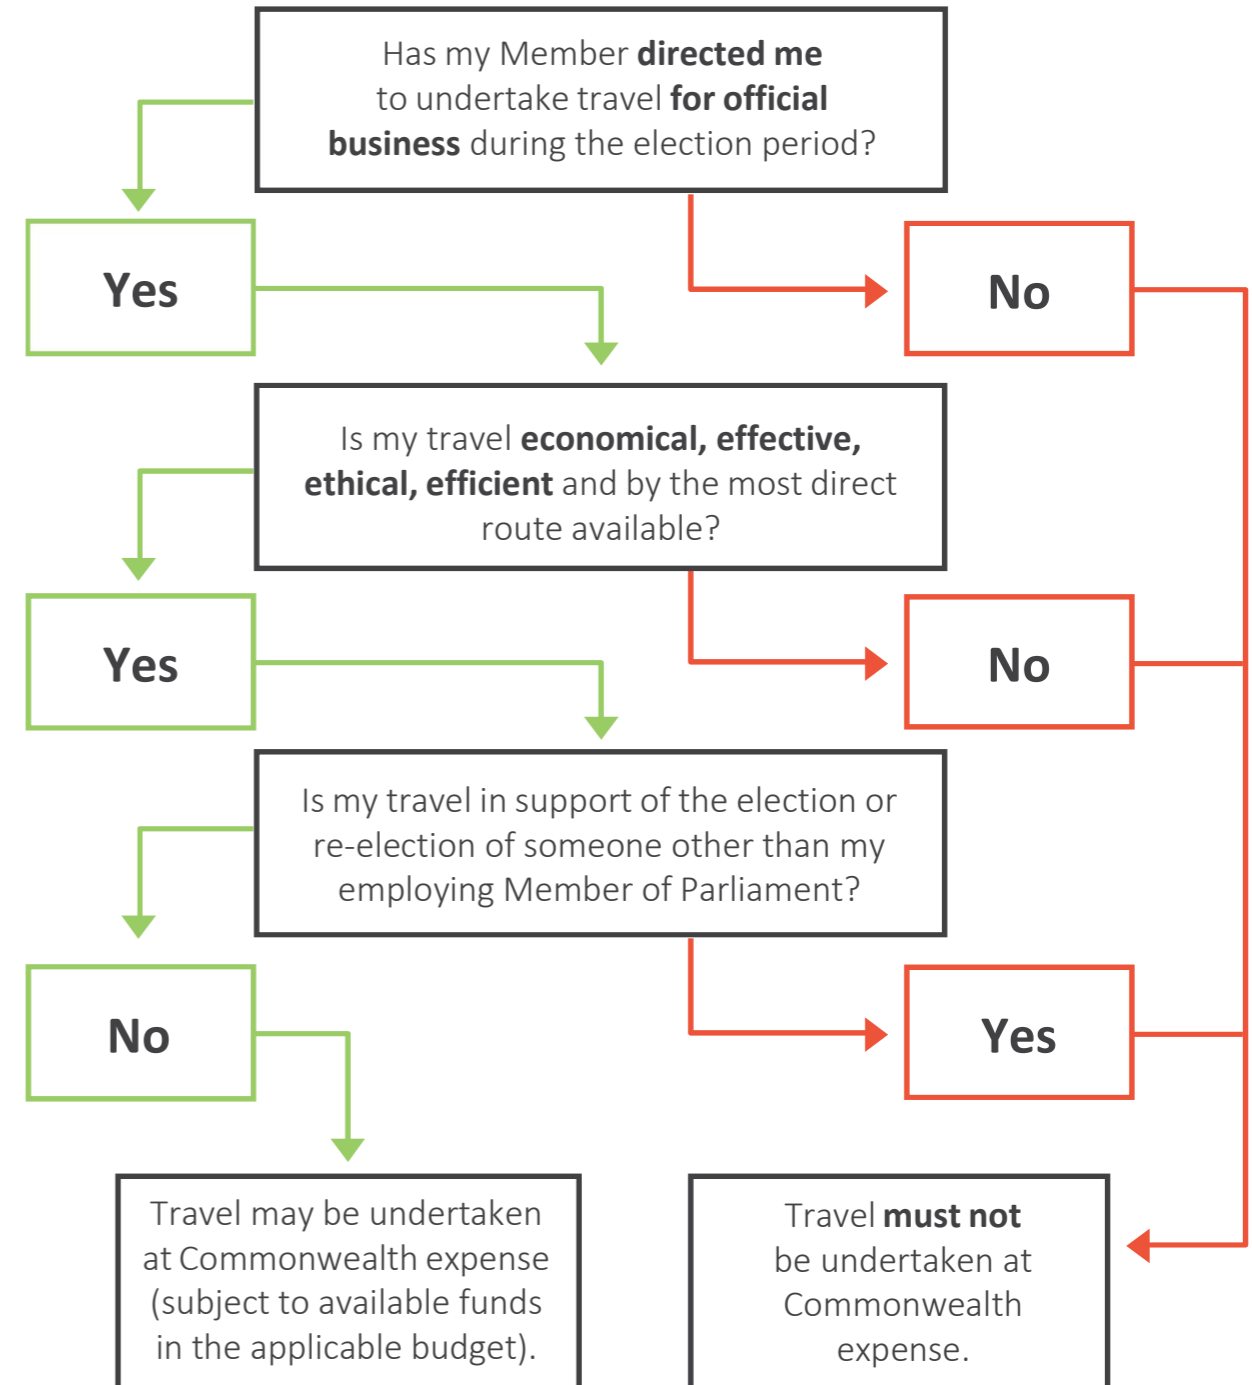 Has my Member directed me
to undertake travel for official
business during the election period?
Yes
No
Is my travel economical, effective,
ethical, efficient and by the most direct
route available?
Yes
No
Is my travel in support of the election or
re-election of someone other than my
employing Member of Parliament?
No
Yes
Travel may be undertaken
at Commonwealth expense
(subject to available funds
in the applicable budget).
Travel must not
be undertaken at
Commonwealth
expense.